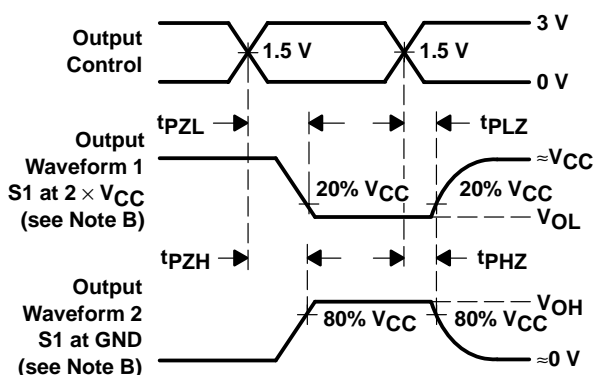 3 V
Output
Control
1.5 V
1.5 V
0 V
tPZL
tPLZ
Output
Waveform 1
S1 at 2 × VCC
(see Note B)
≈VCC
20% VCC
20% VCC
VOL
tPZH
tPHZ
Output
Waveform 2
S1 at GND
(see Note B)
VOH
80% VCC
80% VCC
≈0 V